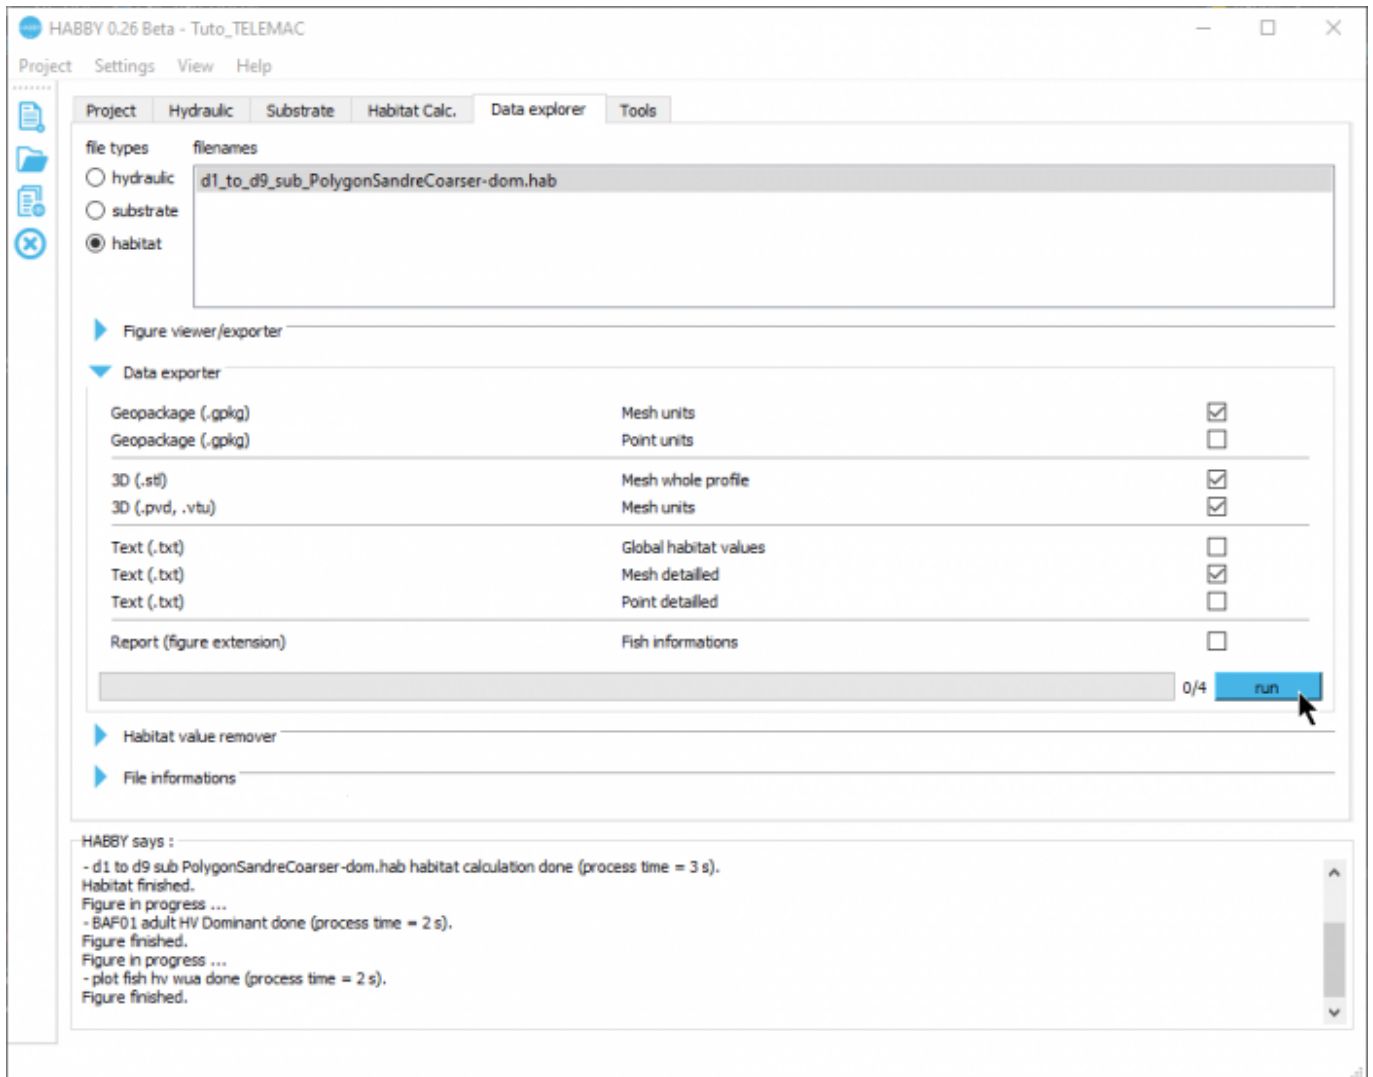 HABBY 0.26 Beta - Tuto_TELEMAC
Project Settings View Help
Project Hydraulic Substrate Habitat Calc. Data explorer Tools
file types filenames
hydraulic d1_to_d9_sub_PolygonSandreCoarser-dom.hab
substrate
habitat
Figure viewer/exporter
Data exporter
Geopackage (.gpkg) Mesh units
Geopackage (.gpkg) Point units
3D (.stl) Mesh whole profile
3D (.pvd, .vtu) Mesh units
Text (.txt) Global habitat values
Text (.txt) Mesh detailled
Text (.txt) Point detailled
Report (figure extension) Fish informations
0/4 run
Habitat value remover
File informations
HABBY says :
- d1 to d9 sub PolygonSandreCoarser-dom.hab habitat calculation done (process time = 3 s).
Habitat finished.
Figure in progress ...
- BAF01 adult HV Dominant done (process time = 2 s).
Figure finished.
Figure in progress ...
- plot fish hv wua done (process time = 2 s).
Figure finished.